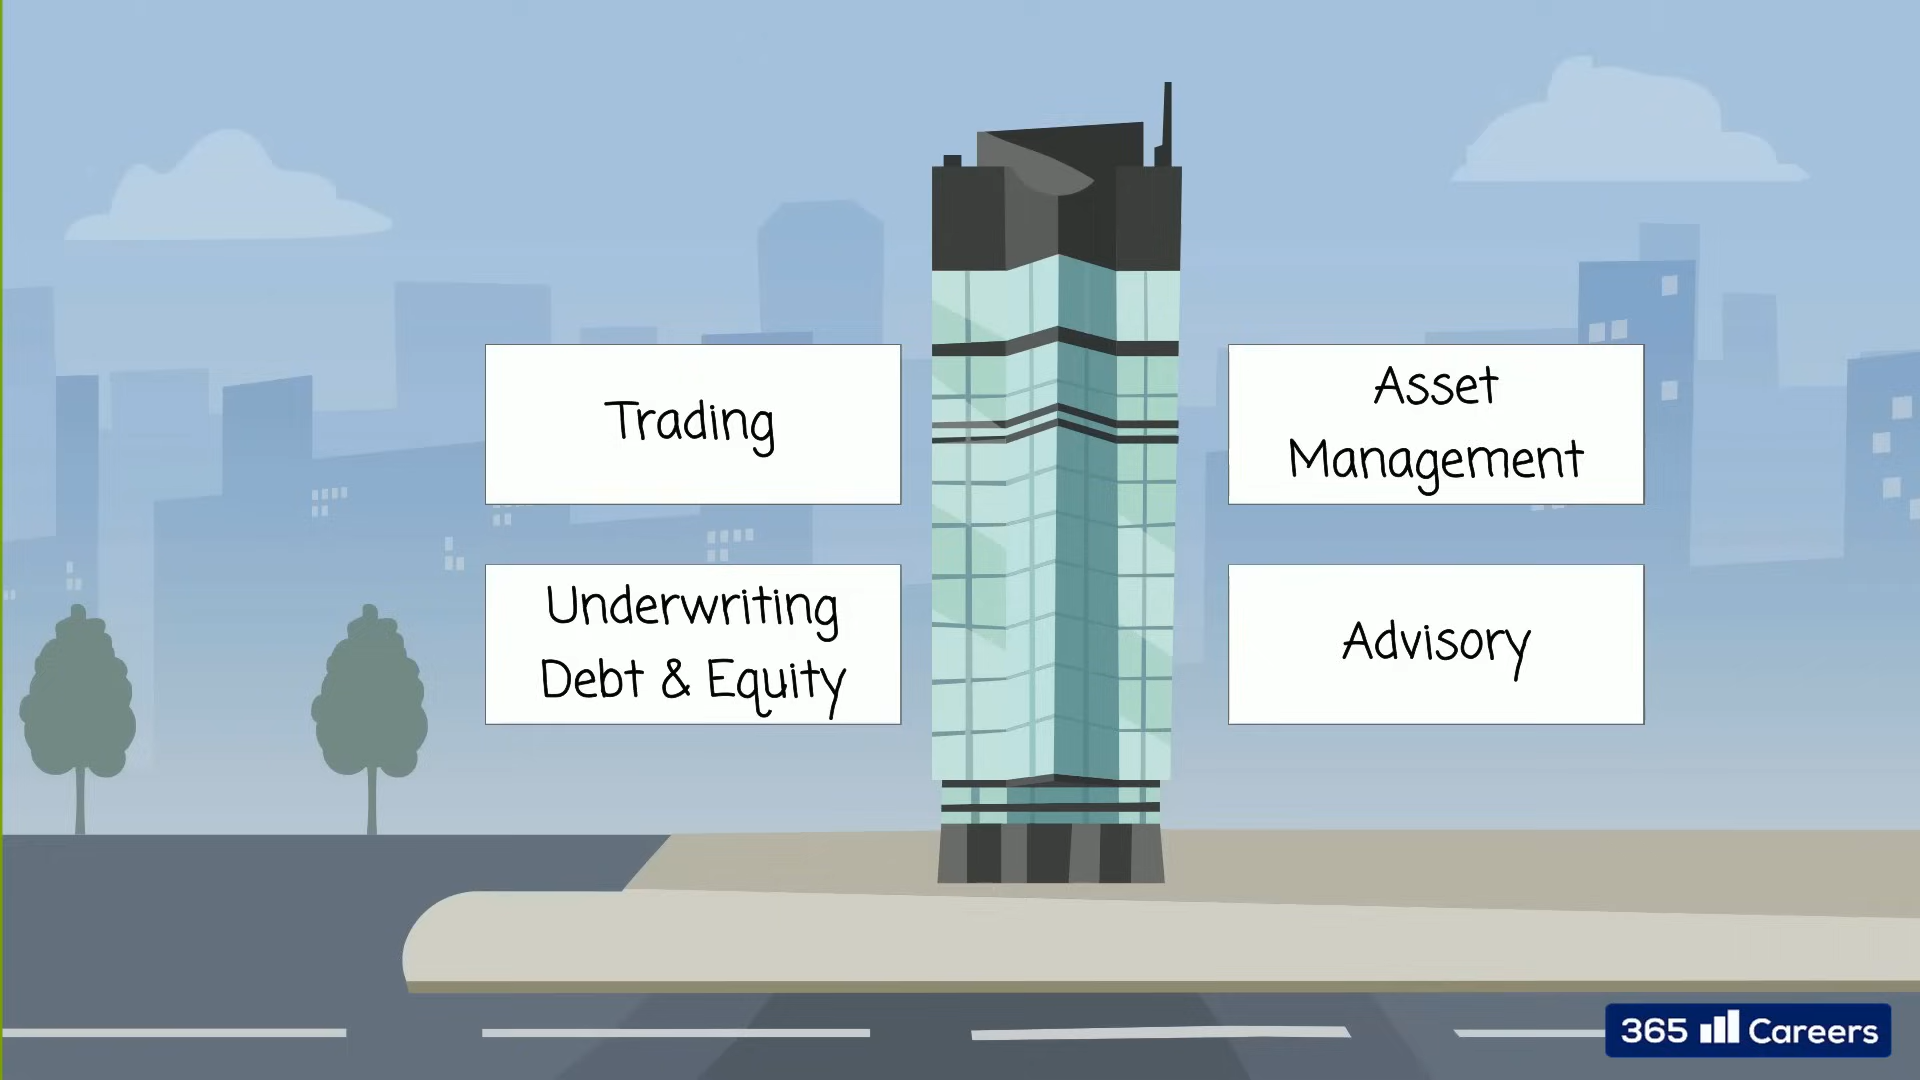 Trading
Asset
Management
Underwriting
Debt & Equity
Advisory
365 Careers